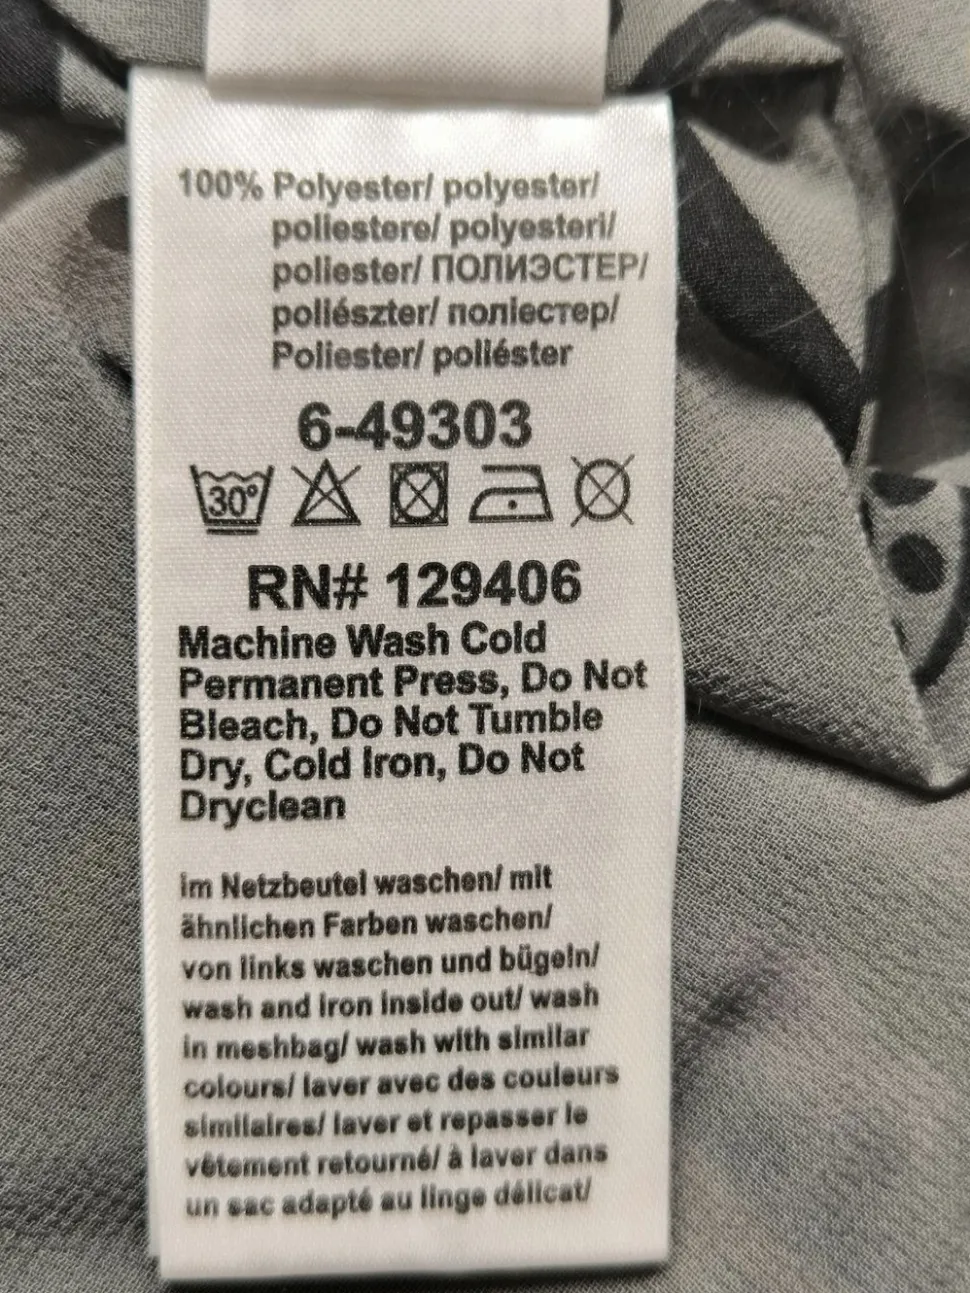 100% Polyester/ polyester/
poliestere/ polyesteri/
poliester/ ПОЛИЭСТЕР/
poliészter/ поліестер/
Poliester/ poliéster
6-49303
30°
RN# 129406
Machine Wash Cold
Permanent Press, Do Not
Bleach, Do Not Tumble
Dry, Cold Iron, Do Not
Dryclean
im Netzbeutel waschen/ mit
ähnlichen Farben waschen/
von links waschen und bügeln/
wash and iron inside out/ wash
in meshbag/ wash with similar
colours/ laver avec des couleurs
similaires/ laver et repasser le
vêtement retourné/ à laver dans
un sac adapté au linge délicat/